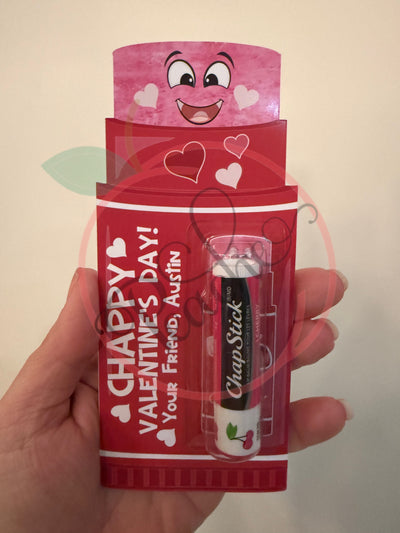 CHAPPY
VALENTINE'S DAY!
YOUR FRIEND, AUSTIN
ChapStick